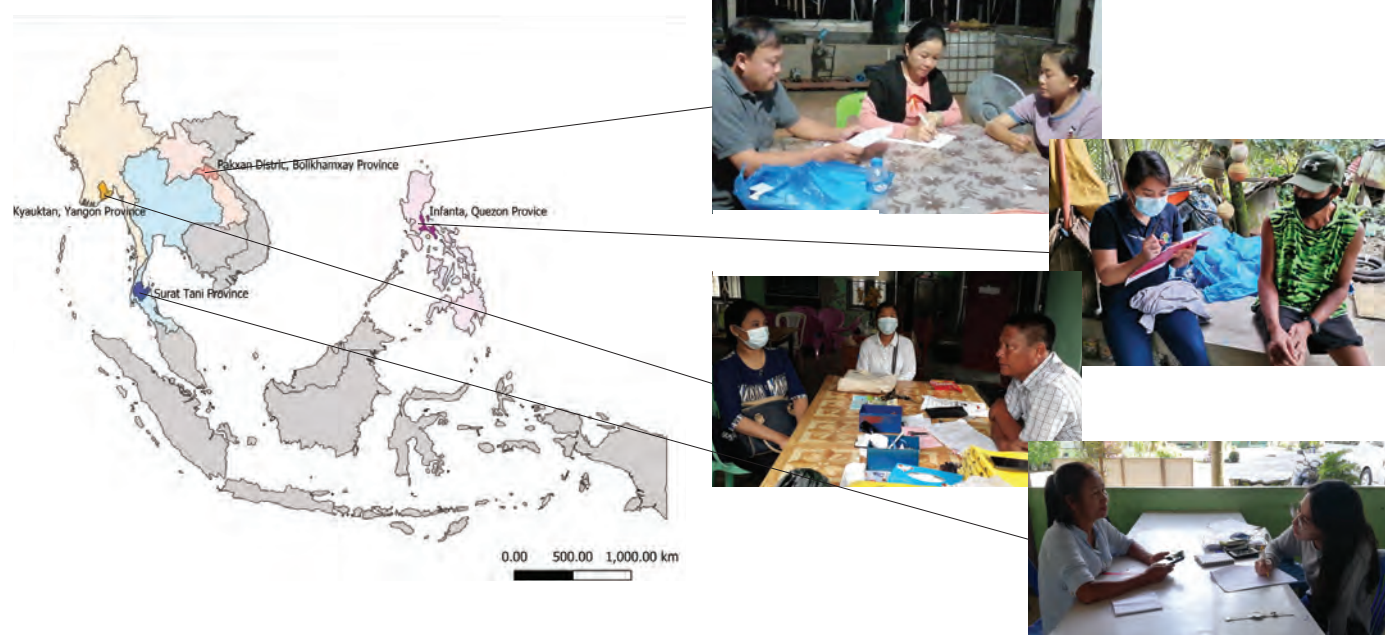 Pakxan Distric, Bolikhamxay Province
Kyauktan, Yangon Province
Infanta, Quezon Provice
Surat Tani Province
0.00 500.00 1,000.00 km